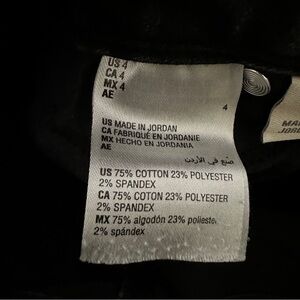 US 4
CA 4
MX 4
AE
4
US MADE IN JORDAN
CA FABRIQUÉ EN JORDANIE
MX HECHO EN JORDANIA
AE
صنع في الأردن
US 75% COTTON 23% POLYESTER
2% SPANDEX
CA 75% COTON 23% POLYESTER
2% SPANDEX
MX 75% algodón 23% poliéster,
2% spándex